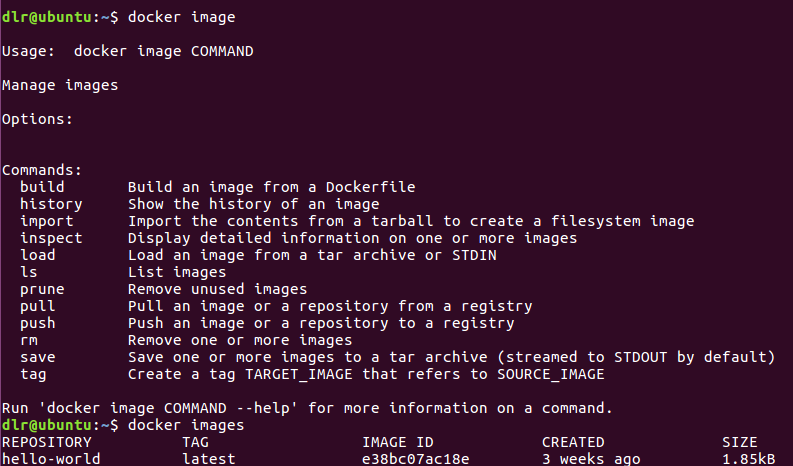 dlr@ubuntu:~$ docker image
Usage:  docker image COMMAND
Manage images
Options:
Commands:
  build       Build an image from a Dockerfile
  history     Show the history of an image
  import      Import the contents from a tarball to create a filesystem image
  inspect     Display detailed information on one or more images
  load        Load an image from a tar archive or STDIN
  ls          List images
  prune       Remove unused images
  pull        Pull an image or a repository from a registry
  push        Push an image or a repository to a registry
  rm          Remove one or more images
  save        Save one or more images to a tar archive (streamed to STDOUT by default)
  tag         Create a tag TARGET_IMAGE that refers to SOURCE_IMAGE
Run 'docker image COMMAND --help' for more information on a command.
dlr@ubuntu:~$ docker images
REPOSITORY          TAG                 IMAGE ID            CREATED             SIZE
hello-world         latest              e38bc07ac18e        3 weeks ago         1.85kB